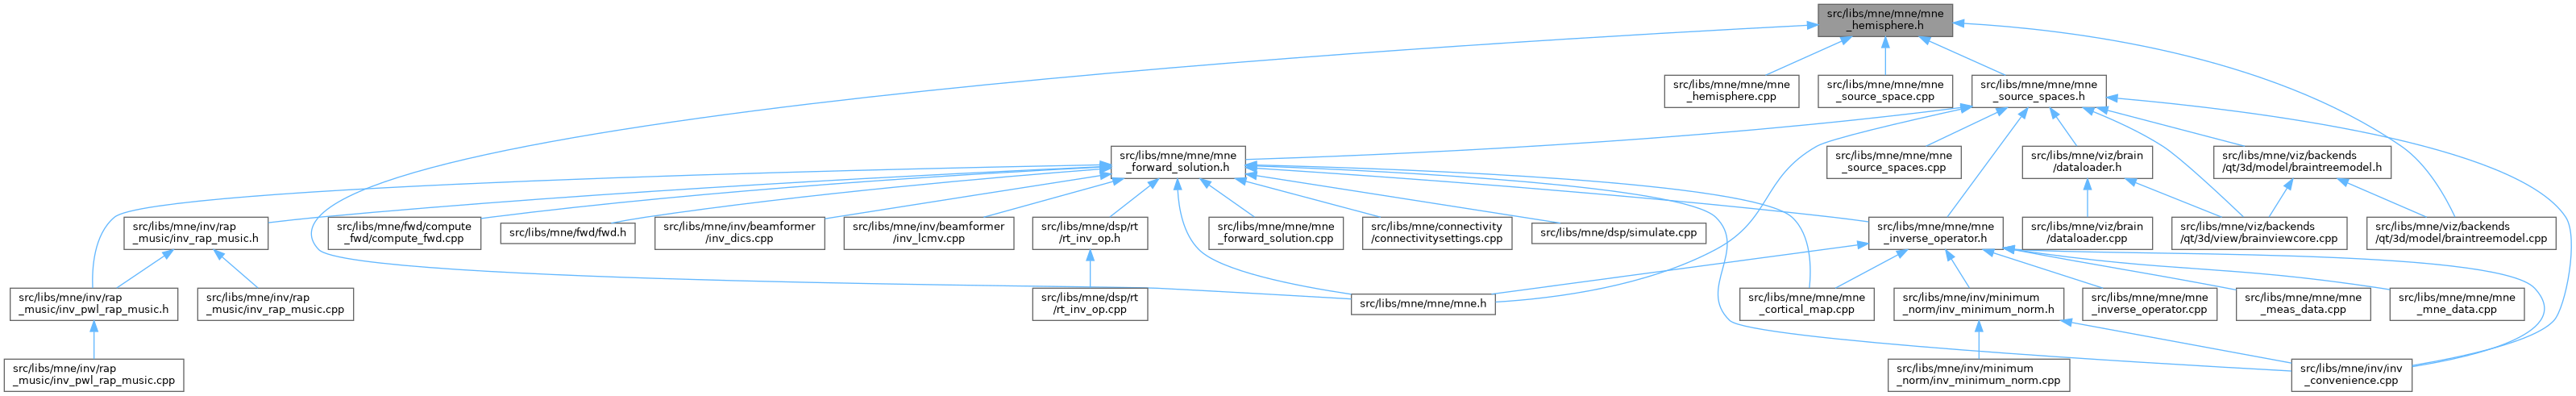 src/libs/mne/mne/mne
_hemisphere.h
src/libs/mne/mne/mne
_hemisphere.cpp
src/libs/mne/mne/mne
_source_space.cpp
src/libs/mne/mne/mne
_source_spaces.h
src/libs/mne/mne/mne
_forward_solution.h
src/libs/mne/mne/mne
_source_spaces.cpp
src/libs/mne/viz/brain
/dataloader.h
src/libs/mne/viz/backends
/qt/3d/model/braintreemodel.h
src/libs/mne/inv/rap
_music/inv_rap_music.h
src/libs/mne/fwd/compute
_fwd/compute_fwd.cpp
src/libs/mne/fwd/fwd.h
src/libs/mne/inv/beamformer
/inv_dics.cpp
src/libs/mne/inv/beamformer
/inv_lcmv.cpp
src/libs/mne/dsp/rt
/rt_inv_op.h
src/libs/mne/mne/mne
_forward_solution.cpp
src/libs/mne/connectivity
/connectivitysettings.cpp
src/libs/mne/dsp/simulate.cpp
src/libs/mne/mne/mne
_inverse_operator.h
src/libs/mne/viz/brain
/dataloader.cpp
src/libs/mne/viz/backends
/qt/3d/view/brainviewcore.cpp
src/libs/mne/viz/backends
/qt/3d/model/braintreemodel.cpp
src/libs/mne/inv/rap
_music/inv_pwl_rap_music.h
src/libs/mne/inv/rap
_music/inv_rap_music.cpp
src/libs/mne/dsp/rt
/rt_inv_op.cpp
src/libs/mne/mne/mne.h
src/libs/mne/mne/mne
_cortical_map.cpp
src/libs/mne/inv/minimum
_norm/inv_minimum_norm.h
src/libs/mne/mne/mne
_inverse_operator.cpp
src/libs/mne/mne/mne
_meas_data.cpp
src/libs/mne/mne/mne
_mne_data.cpp
src/libs/mne/inv/rap
_music/inv_pwl_rap_music.cpp
src/libs/mne/inv/minimum
_norm/inv_minimum_norm.cpp
src/libs/mne/inv/inv
_convenience.cpp